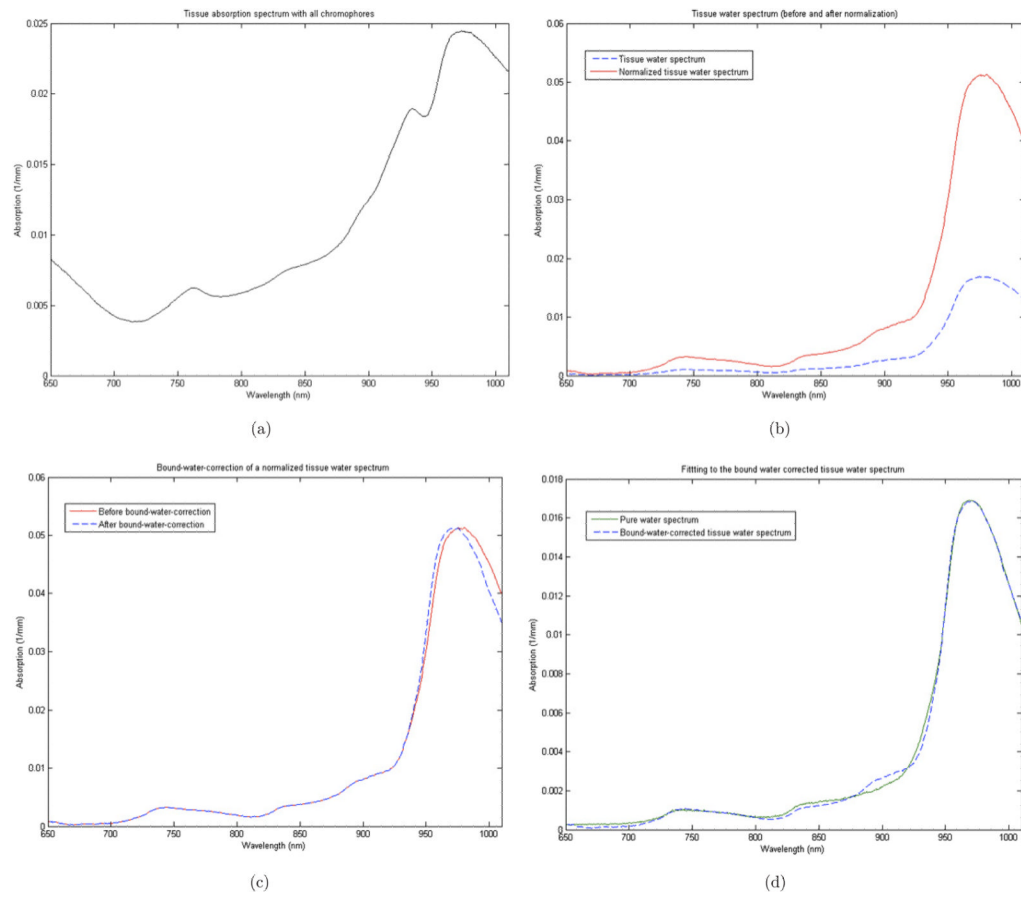 Tissue absorption spectrum with all chromophores
0.025
0.02
0.015
0.01
0.005
0
Absorption (1/mm)
650 700 750 800 850 900 950 1000
Wavelength (nm)
(a)
Tissue water spectrum (before and after normalization)
Tissue water spectrum
Normalized tissue water spectrum
0.06
0.05
0.04
0.03
0.02
0.01
0
Absorption (1/mm)
650 700 750 800 850 900 950 1000
Wavelength (nm)
(b)
Bound-water-correction of a normalized tissue water spectrum
Before bound-water-correction
After bound-water-correction
0.06
0.05
0.04
0.03
0.02
0.01
0
Absorption (1/mm)
650 700 750 800 850 900 950 1000
Wavelength (nm)
(c)
Fittting to the bound water corrected tissue water spectrum
Pure water spectrum
Bound-water-corrected tissue water spectrum
0.018
0.016
0.014
0.012
0.01
0.008
0.006
0.004
0.002
0
Absorption (1/mm)
650 700 750 800 850 900 950 1000
Wavelength (nm)
(d)